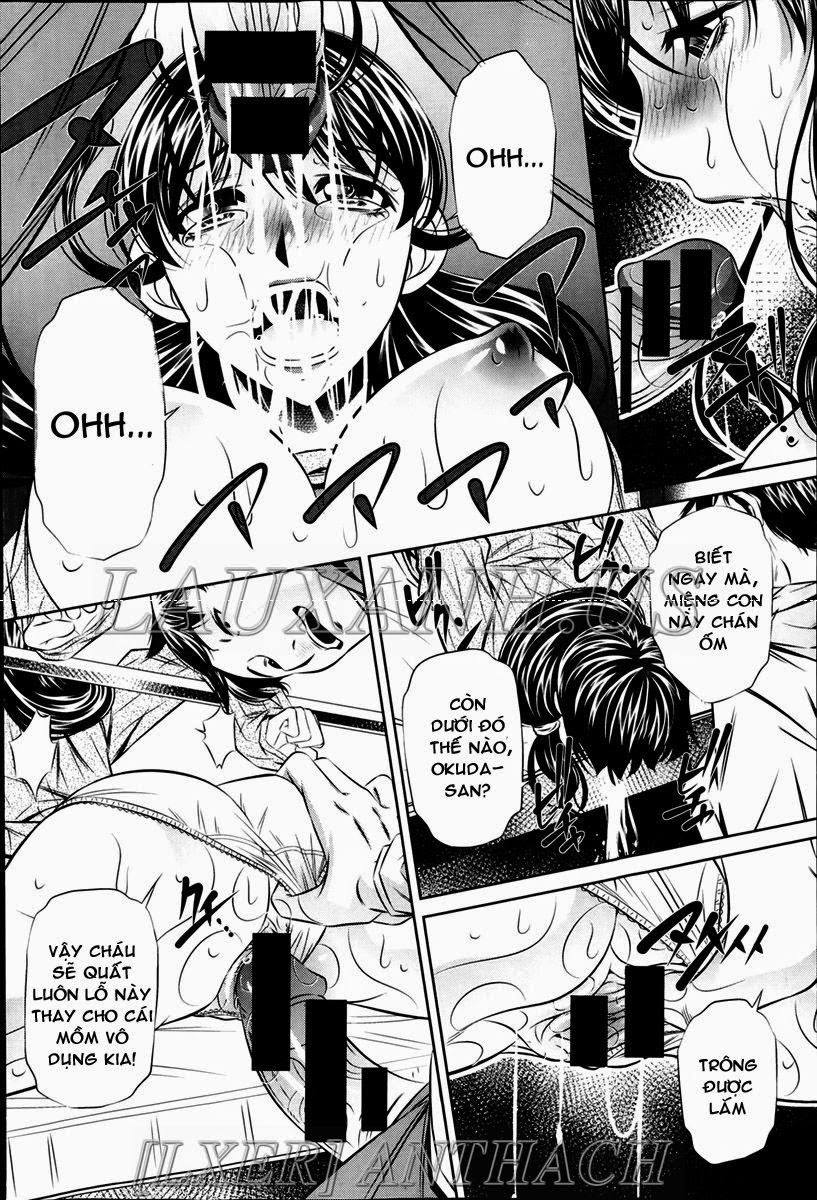 OHH...
OHH...
BIẾT
NGAY MÀ,
MIỆNG CON
NÀY CHÁN
ỐM
CÒN
DƯỚI ĐÓ
THẾ NÀO,
OKUDA-
SAN?
LAUXANH.US
VẬY CHÁU
SẼ QUẤT
LUÔN LỖ NÀY
THAY CHO CÁI
MỒM VÔ
DỤNG KIA!
TRÔNG
ĐƯỢC
LẮM
[LXER] ANTHACH